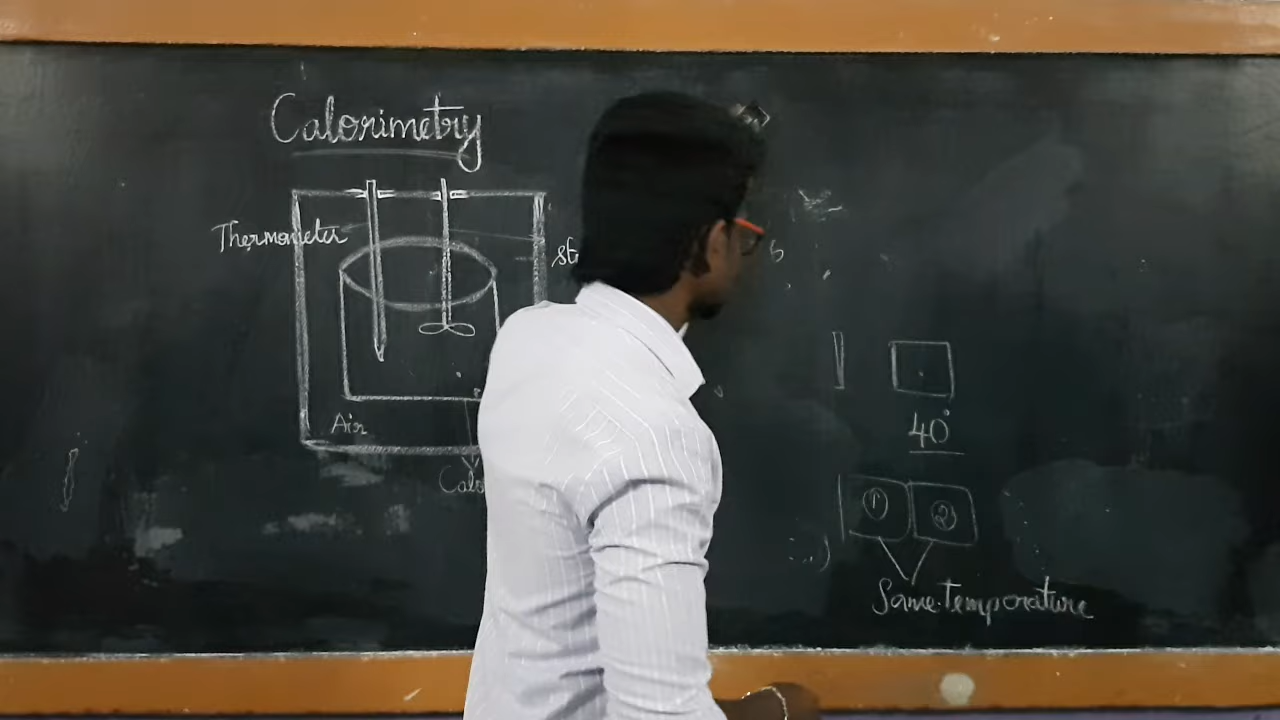 Calorimetry
Thermometer
Air
40°
① ②
Same temperature